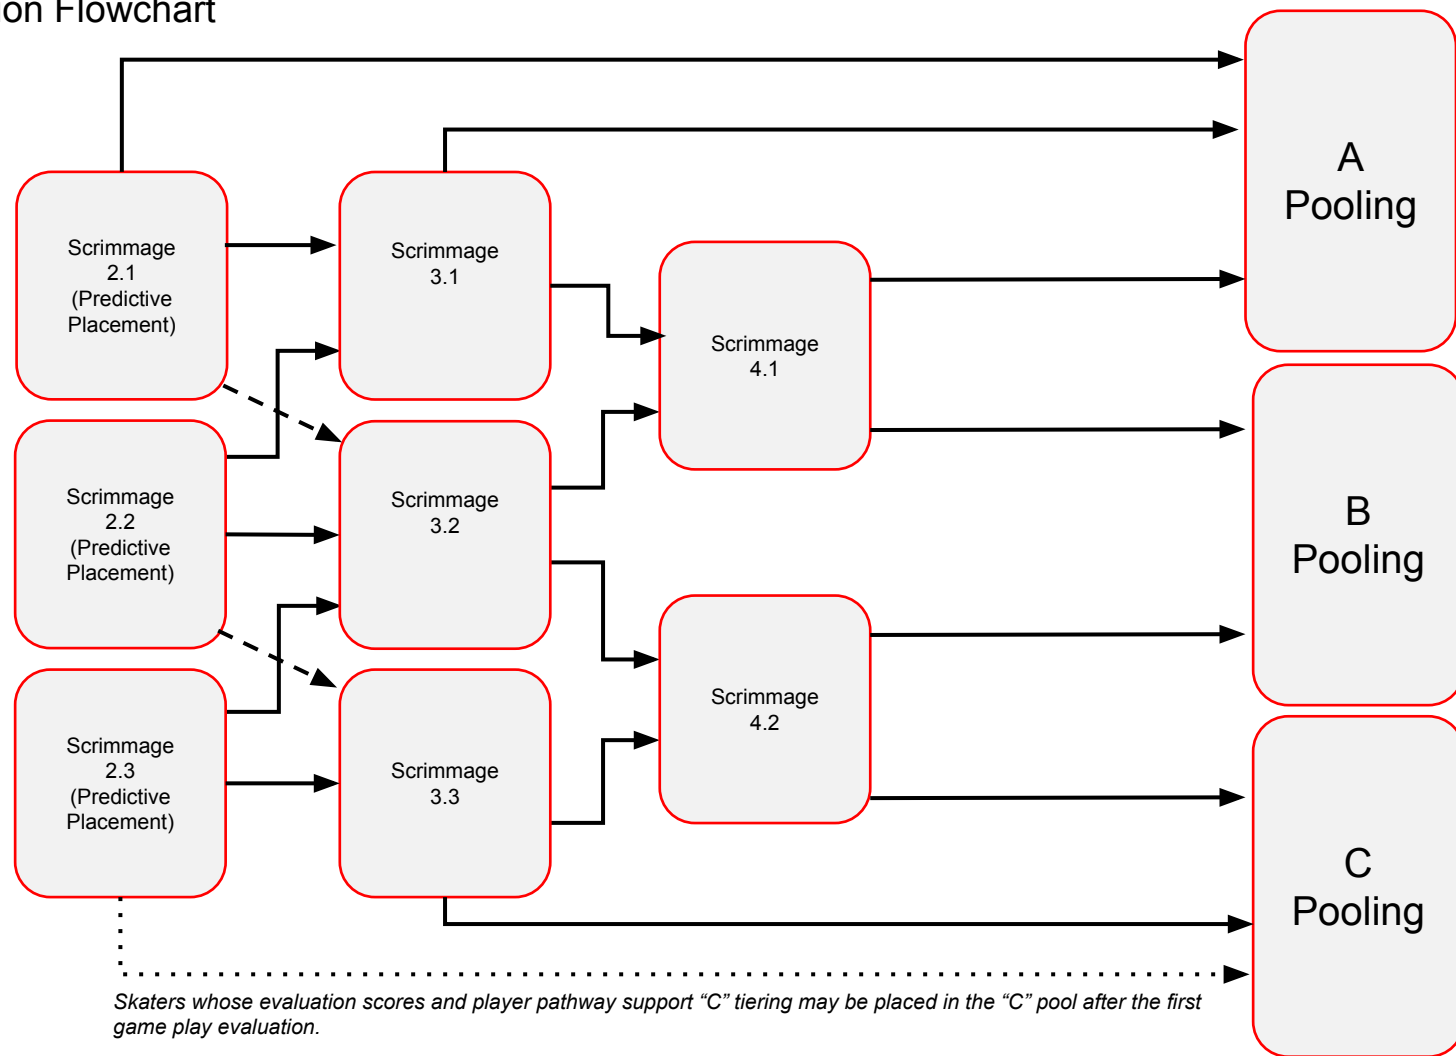 ion Flowchart
A
Pooling
Scrimmage
2.1
(Predictive
Placement)
Scrimmage
3.1
Scrimmage
4.1
B
Pooling
Scrimmage
2.2
(Predictive
Placement)
Scrimmage
3.2
Scrimmage
4.2
Scrimmage
2.3
(Predictive
Placement)
Scrimmage
3.3
C
Pooling
Skaters whose evaluation scores and player pathway support “C” tiering may be placed in the “C” pool after the first
game play evaluation.